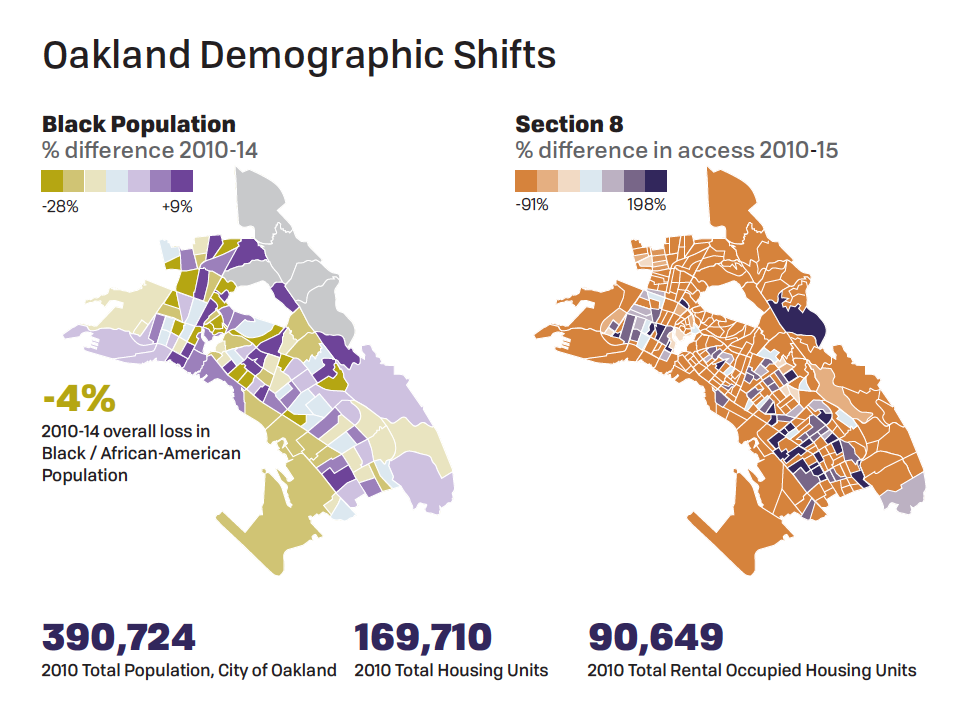 Oakland Demographic Shifts
Black Population
% difference 2010-14
-28%
+9%
Section 8
% difference in access 2010-15
-91%
198%
-4%
2010-14 overall loss in
Black / African-American
Population
390,724
2010 Total Population, City of Oakland
169,710
2010 Total Housing Units
90,649
2010 Total Rental Occupied Housing Units